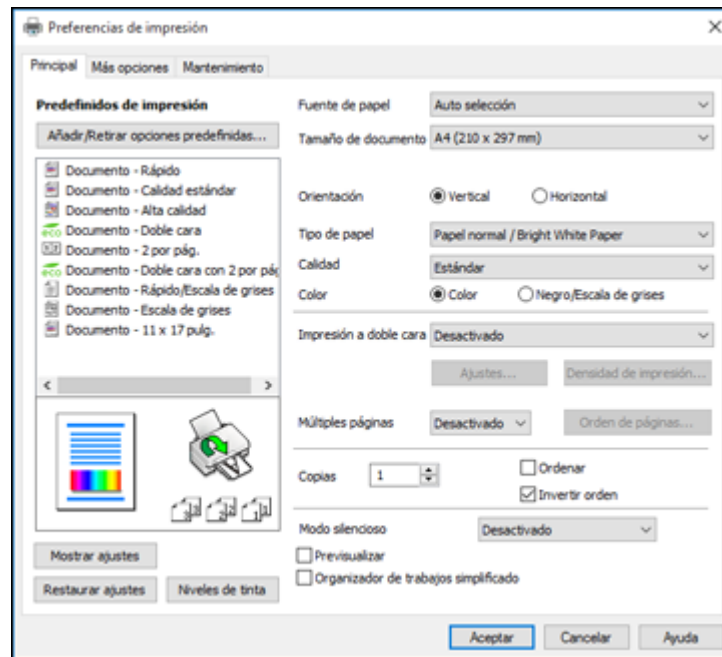 Preferencias de impresión
Principal
Más opciones
Mantenimiento
Predefinidos de impresión
Añadir/Retirar opciones predefinidas...
Documento - Rápido
Documento - Calidad estándar
Documento - Alta calidad
eco Documento - Doble cara
Documento - 2 por pág.
eco Documento - Doble cara con 2 por pág
Documento - Rápido/Escala de grises
Documento - Escala de grises
Documento - 11 x 17 pulg.
Mostrar ajustes
Restaurar ajustes
Niveles de tinta
Fuente de papel
Auto selección
Tamaño de documento
A4 (210 x 297 mm)
Orientación
Vertical
Horizontal
Tipo de papel
Papel normal / Bright White Paper
Calidad
Estándar
Color
Color
Negro/Escala de grises
Impresión a doble cara
Desactivado
Ajustes...
Densidad de impresión...
Múltiples páginas
Desactivado
Orden de páginas...
Copias
1
Ordenar
Invertir orden
Modo silencioso
Desactivado
Previsualizar
Organizador de trabajos simplificado
Aceptar
Cancelar
Ayuda